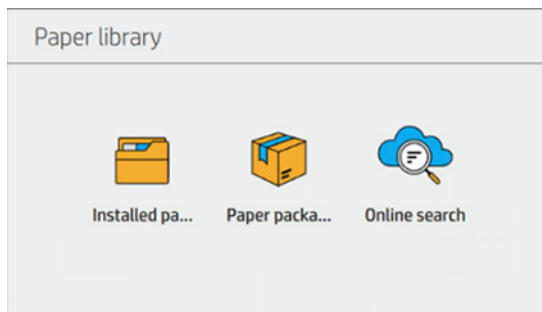 Paper library
Installed pa...
Paper packa...
Online search